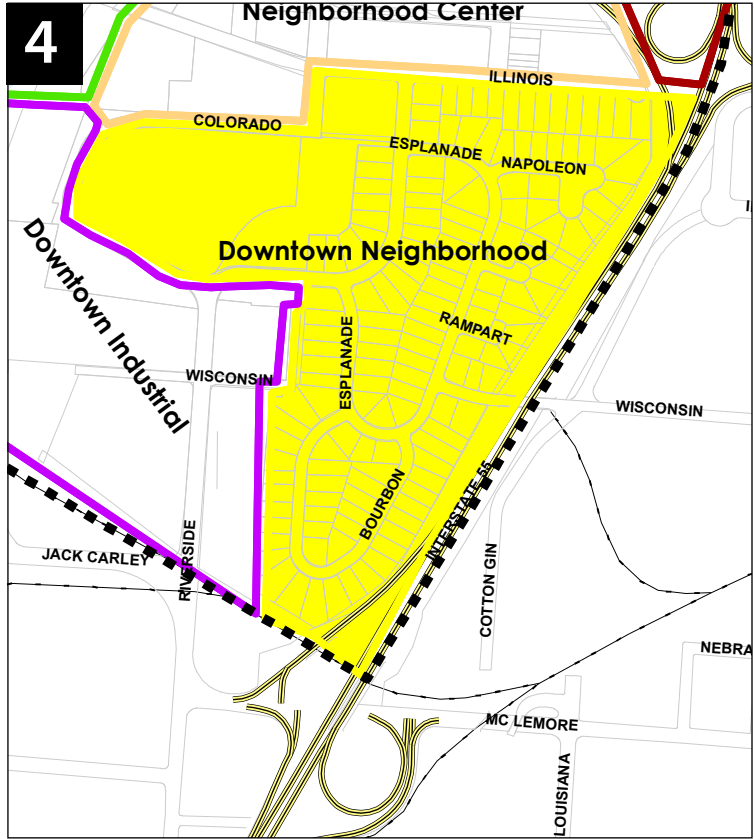 4
Neighborhood Center
ILLINOIS
COLORADO
ESPLANADE
NAPOLEON
Downtown Neighborhood
Downtown Industrial
RAMPART
ESPLANADE
WISCONSIN
WISCONSIN
BOURBON
INTERSTATE 55
COTTON GIN
JACK CARLEY
RIVERSIDE
NEBRA
MC LEMORE
LOUISIANA